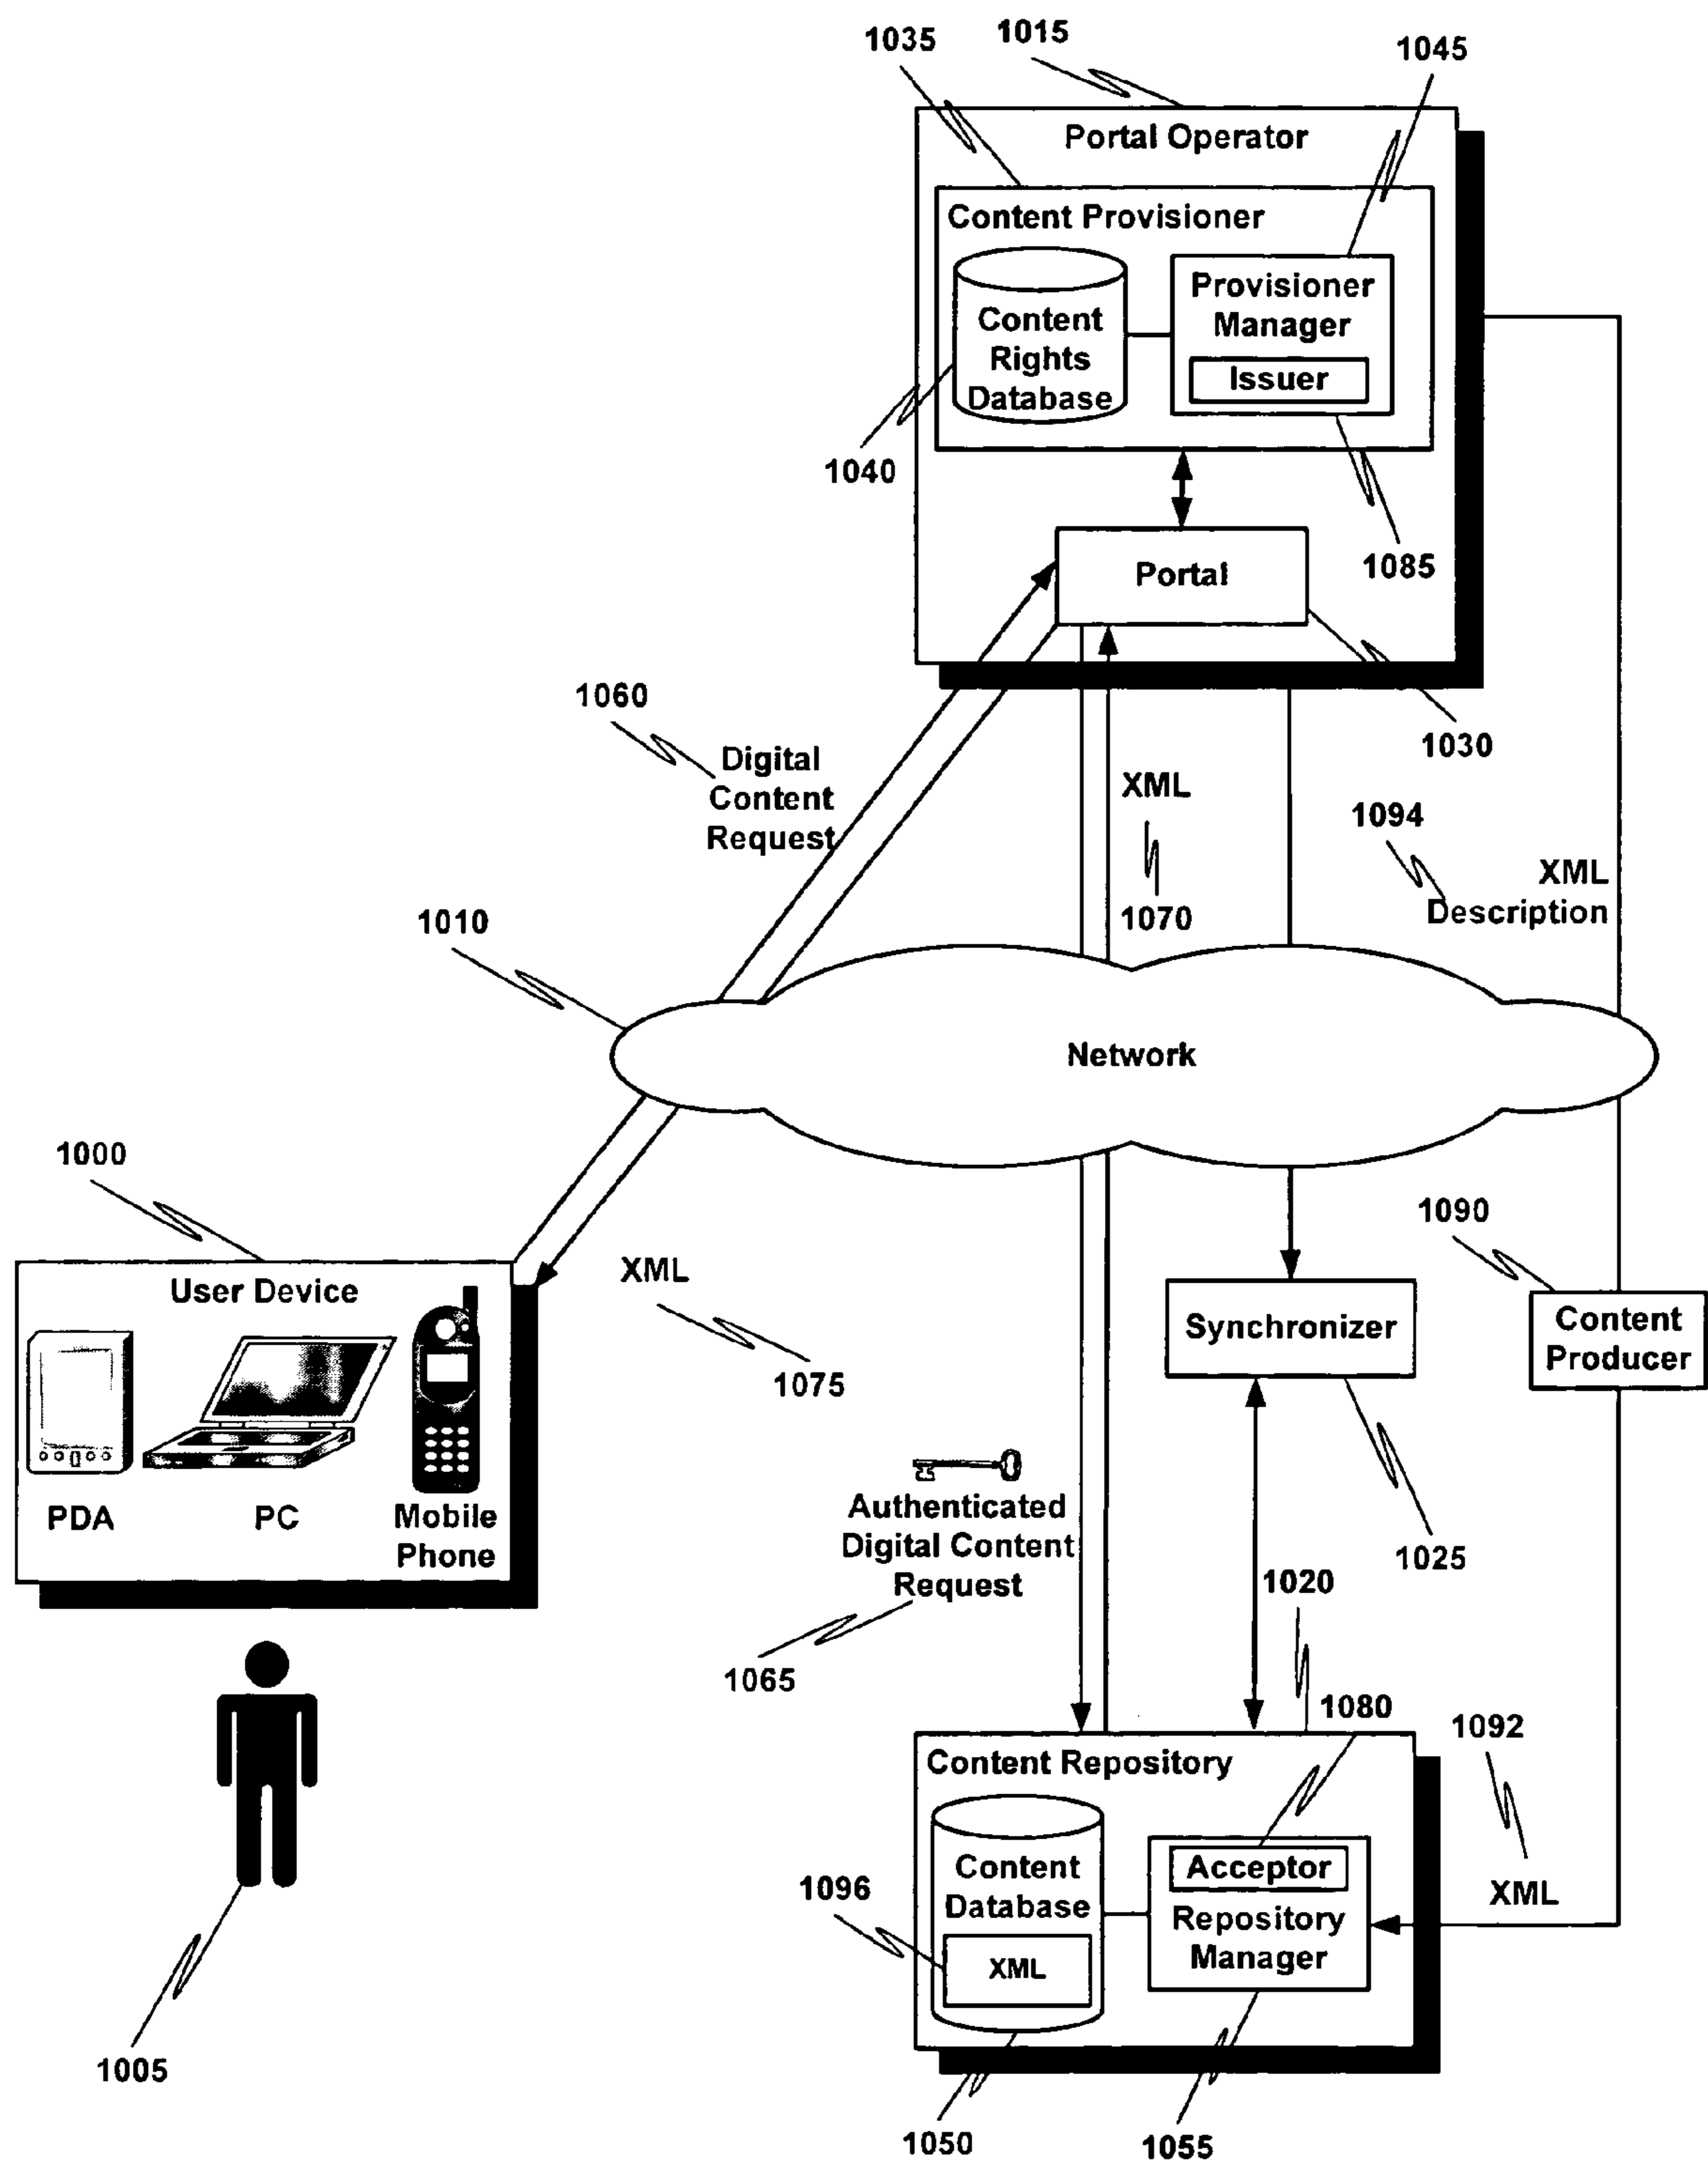 1035
1015
1045
Portal Operator
Content Provisioner
Content
Rights
Database
Provisioner
Manager
Issuer
1040
1085
Portal
1030
1060
Digital
Content
Request
XML
1070
1094
XML
Description
1010
Network
1000
User Device
PDA
PC
Mobile
Phone
XML
1075
1090
Synchronizer
Content
Producer
Authenticated
Digital Content
Request
1025
1020
1065
1080
1092
Content Repository
Content
Database
XML
Acceptor
Repository
Manager
1096
XML
1005
1050
1055